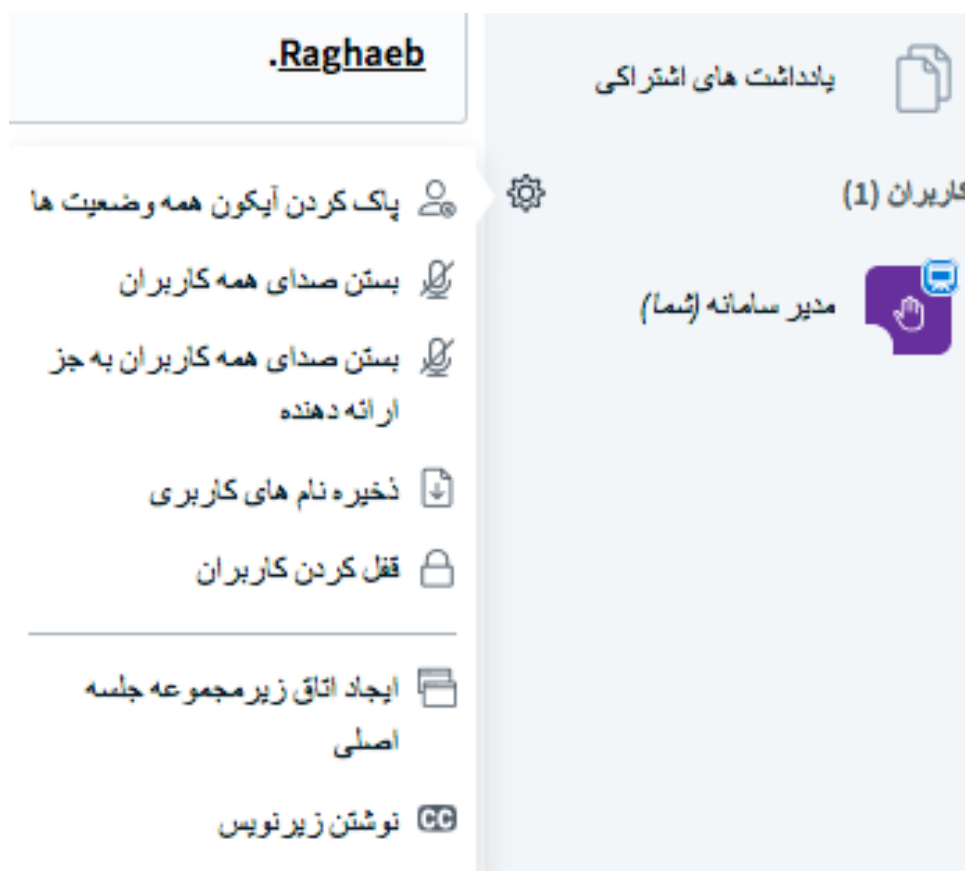 یادداشت های اشتراکی
کاربران (1)
مدیر سامانه (شما)
Raghaeb.
پاک کردن آیکون همه وضعیت ها
بستن صدای همه کاربران
بستن صدای همه کاربران به جز
ارائه دهنده
ذخیره نام های کاربری
قفل کردن کاربران
ایجاد اتاق زیرمجموعه جلسه
اصلی
CC نوشتن زیرنویس